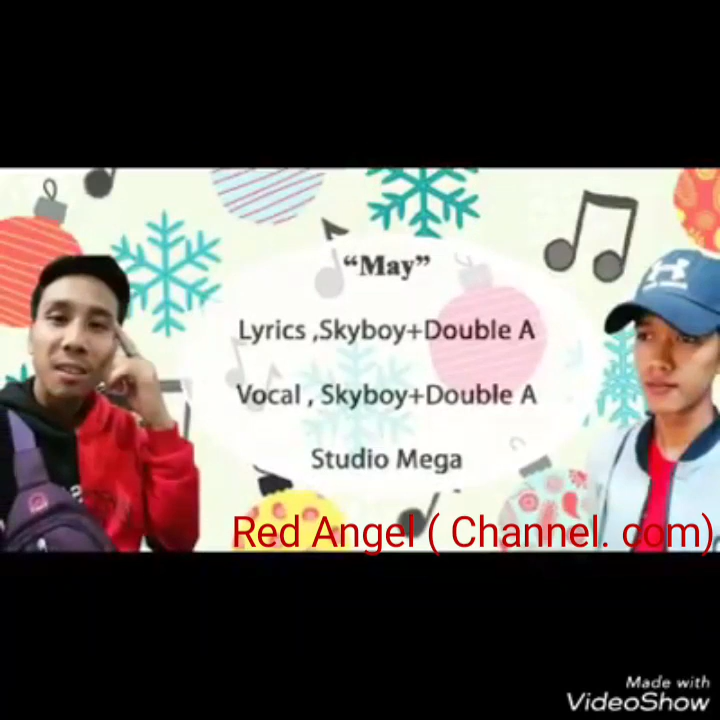 “May”
Lyrics ,Skyboy+Double A
Vocal , Skyboy+Double A
Studio Mega
Red Angel ( Channel. com)
Made with
VideoShow